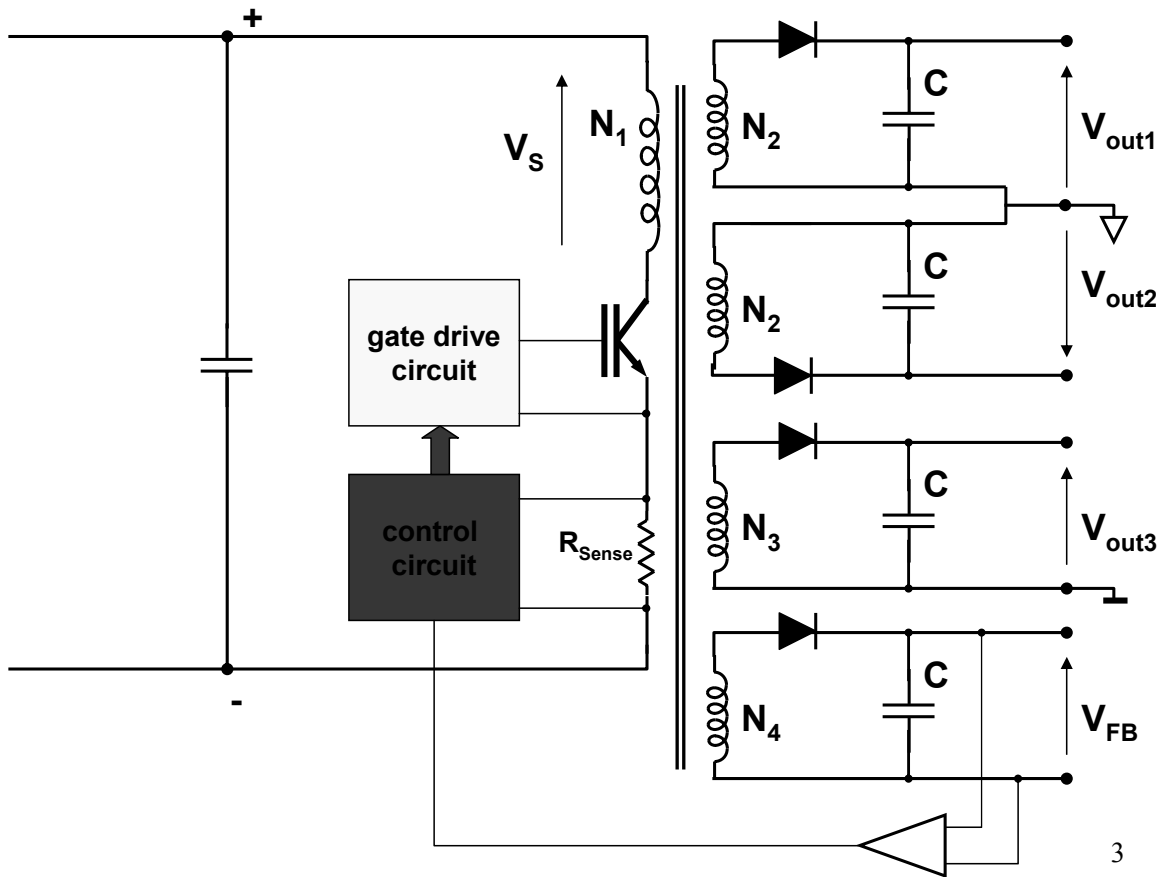 +
V_S
N_1
gate drive
circuit
control
circuit
R_Sense
-
N_2
C
V_out1
N_2
C
V_out2
N_3
C
V_out3
N_4
C
V_FB
3